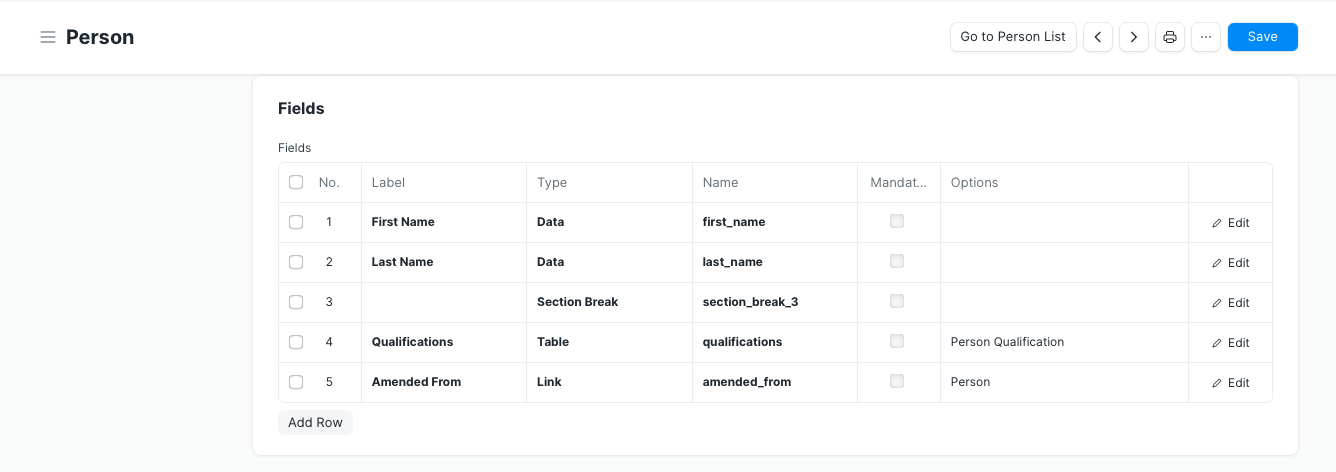 Person
Go to Person List
...
Save
Fields
Fields
No. Label Type Name Mandat... Options
1 First Name Data first_name Edit
2 Last Name Data last_name Edit
3 Section Break section_break_3 Edit
4 Qualifications Table qualifications Person Qualification Edit
5 Amended From Link amended_from Person Edit
Add Row